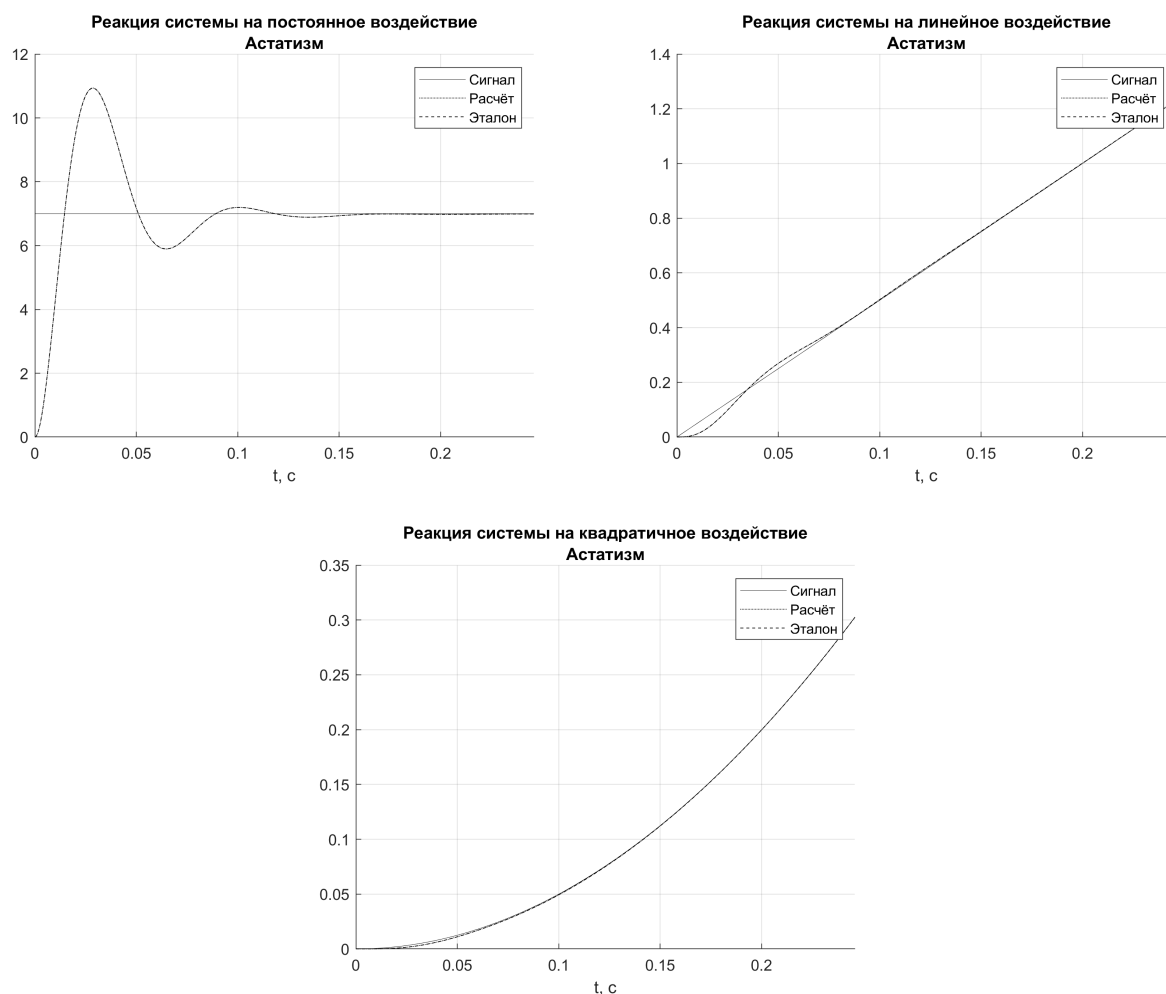 Реакция системы на постоянное воздействие
Астатизм
12
10
8
6
4
2
0
Сигнал
Расчёт
Эталон
0 0.05 0.1 0.15 0.2
t, с
Реакция системы на линейное воздействие
Астатизм
1.4
1.2
1
0.8
0.6
0.4
0.2
0
Сигнал
Расчёт
Эталон
0 0.05 0.1 0.15 0.2
t, с
Реакция системы на квадратичное воздействие
Астатизм
0.35
0.3
0.25
0.2
0.15
0.1
0.05
0
Сигнал
Расчёт
Эталон
0 0.05 0.1 0.15 0.2
t, с